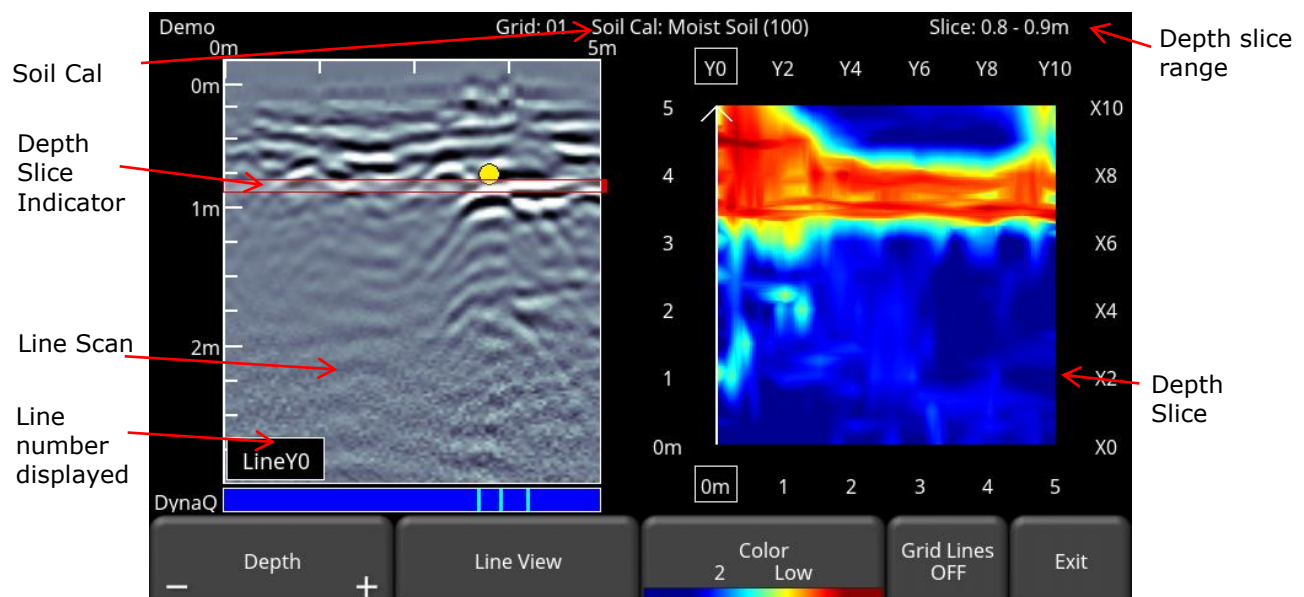 Demo
Grid: 01
Soil Cal: Moist Soil (100)
Slice: 0.8 - 0.9m
Depth slice
range
Soil Cal
Depth
Slice
Indicator
Line Scan
Line
number
displayed
0m
5m
0m
1m
2m
LineY0
DynaQ
Y0
Y2
Y4
Y6
Y8
Y10
5
4
3
2
1
0m
X10
X8
X6
X4
X2
X0
0m
1
2
3
4
5
Depth
Slice
Depth
− +
Line View
Color
2 Low
Grid Lines
OFF
Exit